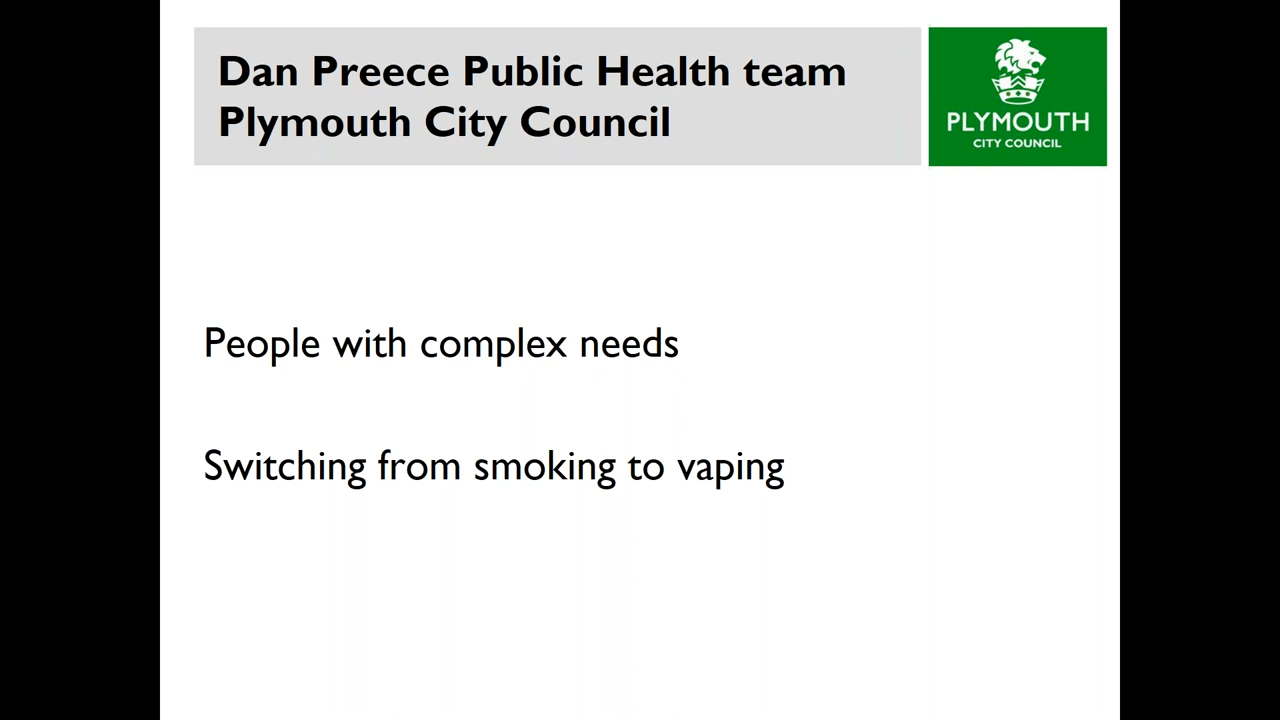 Dan Preece Public Health team
Plymouth City Council
PLYMOUTH
CITY COUNCIL
People with complex needs
Switching from smoking to vaping